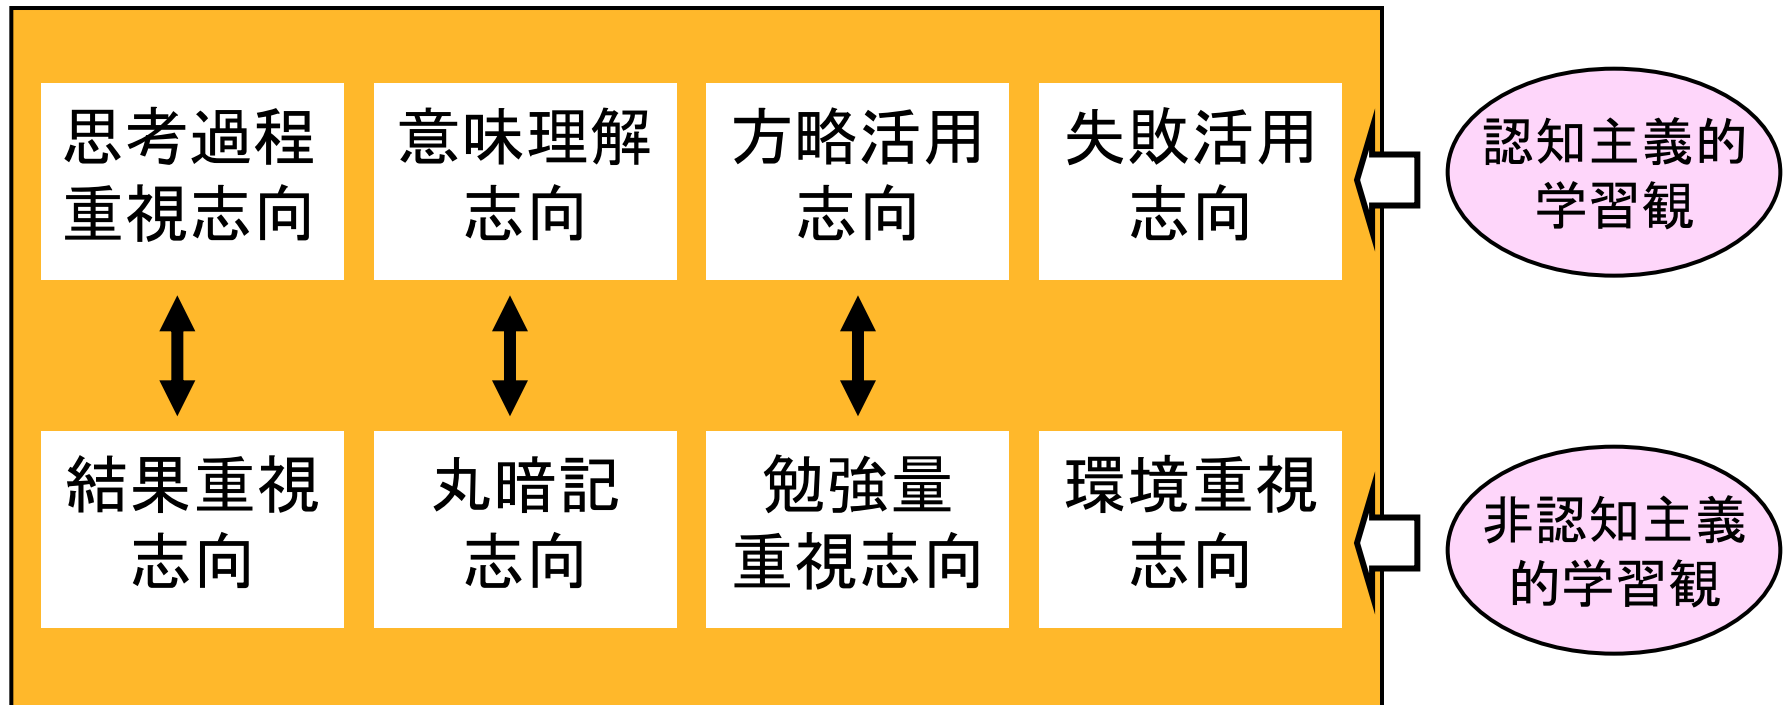 思考過程
重視志向
意味理解
志向
方略活用
志向
失敗活用
志向
認知主義的
学習観
結果重視
志向
丸暗記
志向
勉強量
重視志向
環境重視
志向
非認知主義
的学習観